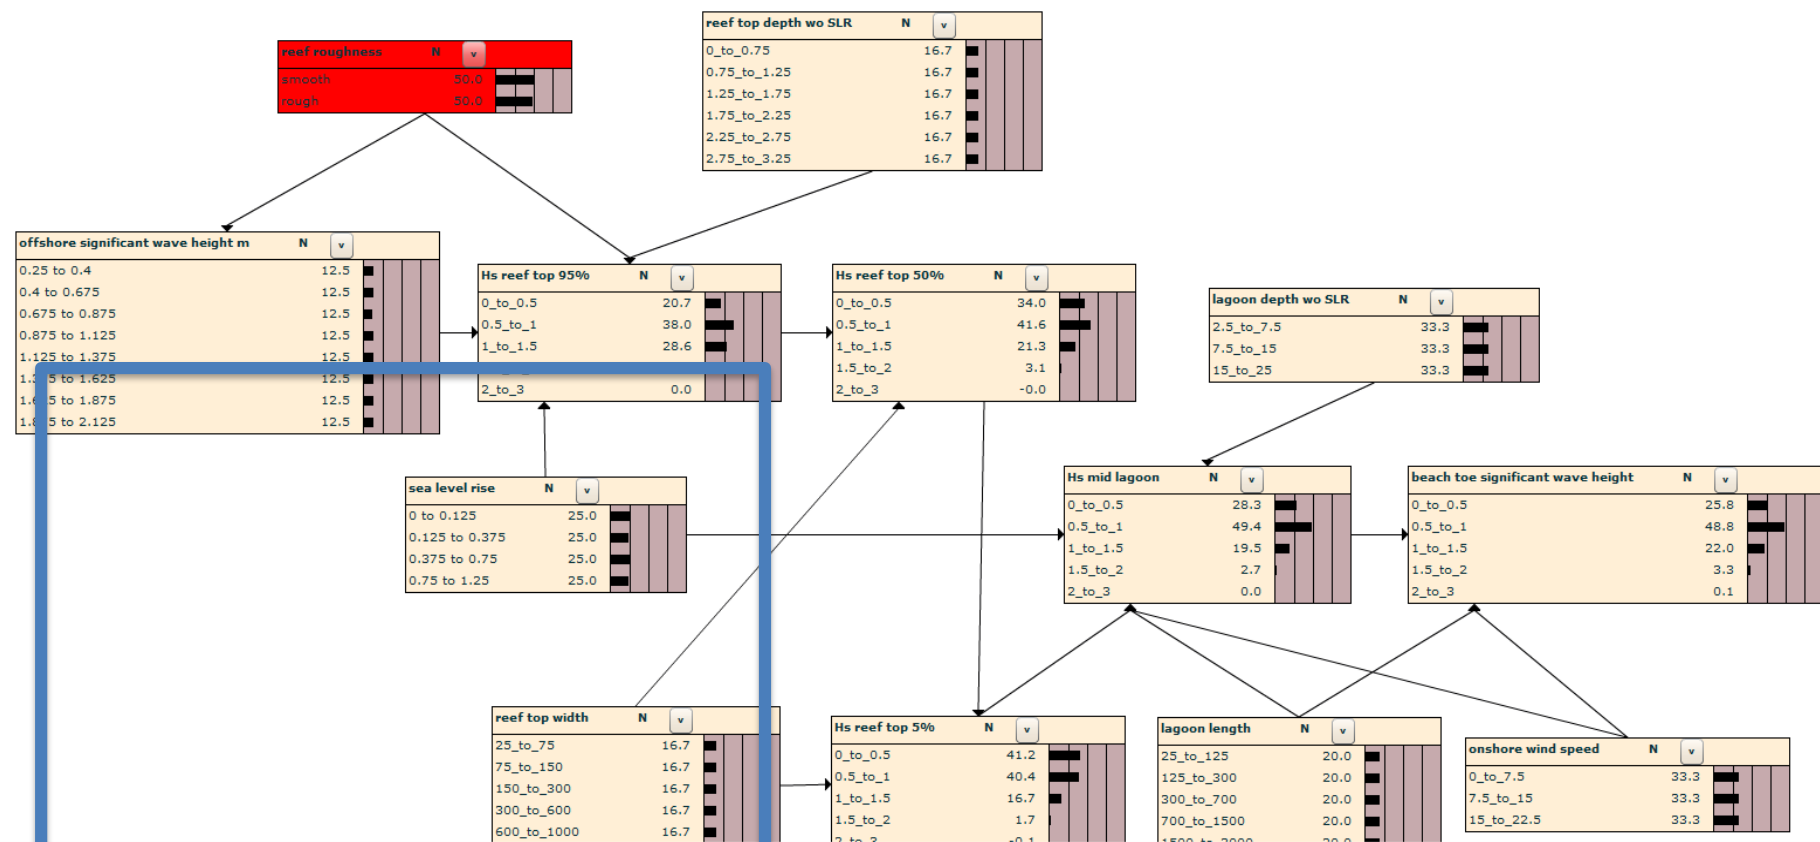 reef roughness N v
smooth 50.0
rough 50.0
reef top depth wo SLR N v
0_to_0.75 16.7
0.75_to_1.25 16.7
1.25_to_1.75 16.7
1.75_to_2.25 16.7
2.25_to_2.75 16.7
2.75_to_3.25 16.7
offshore significant wave height m N v
0.25 to 0.4 12.5
0.4 to 0.675 12.5
0.675 to 0.875 12.5
0.875 to 1.125 12.5
1.125 to 1.375 12.5
to 1.625 12.5
to 1.875 12.5
to 2.125 12.5
Hs reef top 95% N v
0_to_0.5 20.7
0.5_to_1 38.0
1_to_1.5 28.6
2_to_3 0.0
Hs reef top 50% N v
0_to_0.5 34.0
0.5_to_1 41.6
1_to_1.5 21.3
1.5_to_2 3.1
2_to_3 -0.0
lagoon depth wo SLR N v
2.5_to_7.5 33.3
7.5_to_15 33.3
15_to_25 33.3
sea level rise N v
0 to 0.125 25.0
0.125 to 0.375 25.0
0.375 to 0.75 25.0
0.75 to 1.25 25.0
Hs mid lagoon N v
0_to_0.5 28.3
0.5_to_1 49.4
1_to_1.5 19.5
1.5_to_2 2.7
2_to_3 0.0
beach toe significant wave height N v
0_to_0.5 25.8
0.5_to_1 48.8
1_to_1.5 22.0
1.5_to_2 3.3
2_to_3 0.1
reef top width N v
25_to_75 16.7
75_to_150 16.7
150_to_300 16.7
300_to_600 16.7
600_to_1000 16.7
Hs reef top 5% N v
0_to_0.5 41.2
0.5_to_1 40.4
1_to_1.5 16.7
1.5_to_2 1.7
2_to_3 -0.1
lagoon length N v
25_to_125 20.0
125_to_300 20.0
300_to_700 20.0
700_to_1500 20.0
20.0
onshore wind speed N v
0_to_7.5 33.3
7.5_to_15 33.3
15_to_22.5 33.3